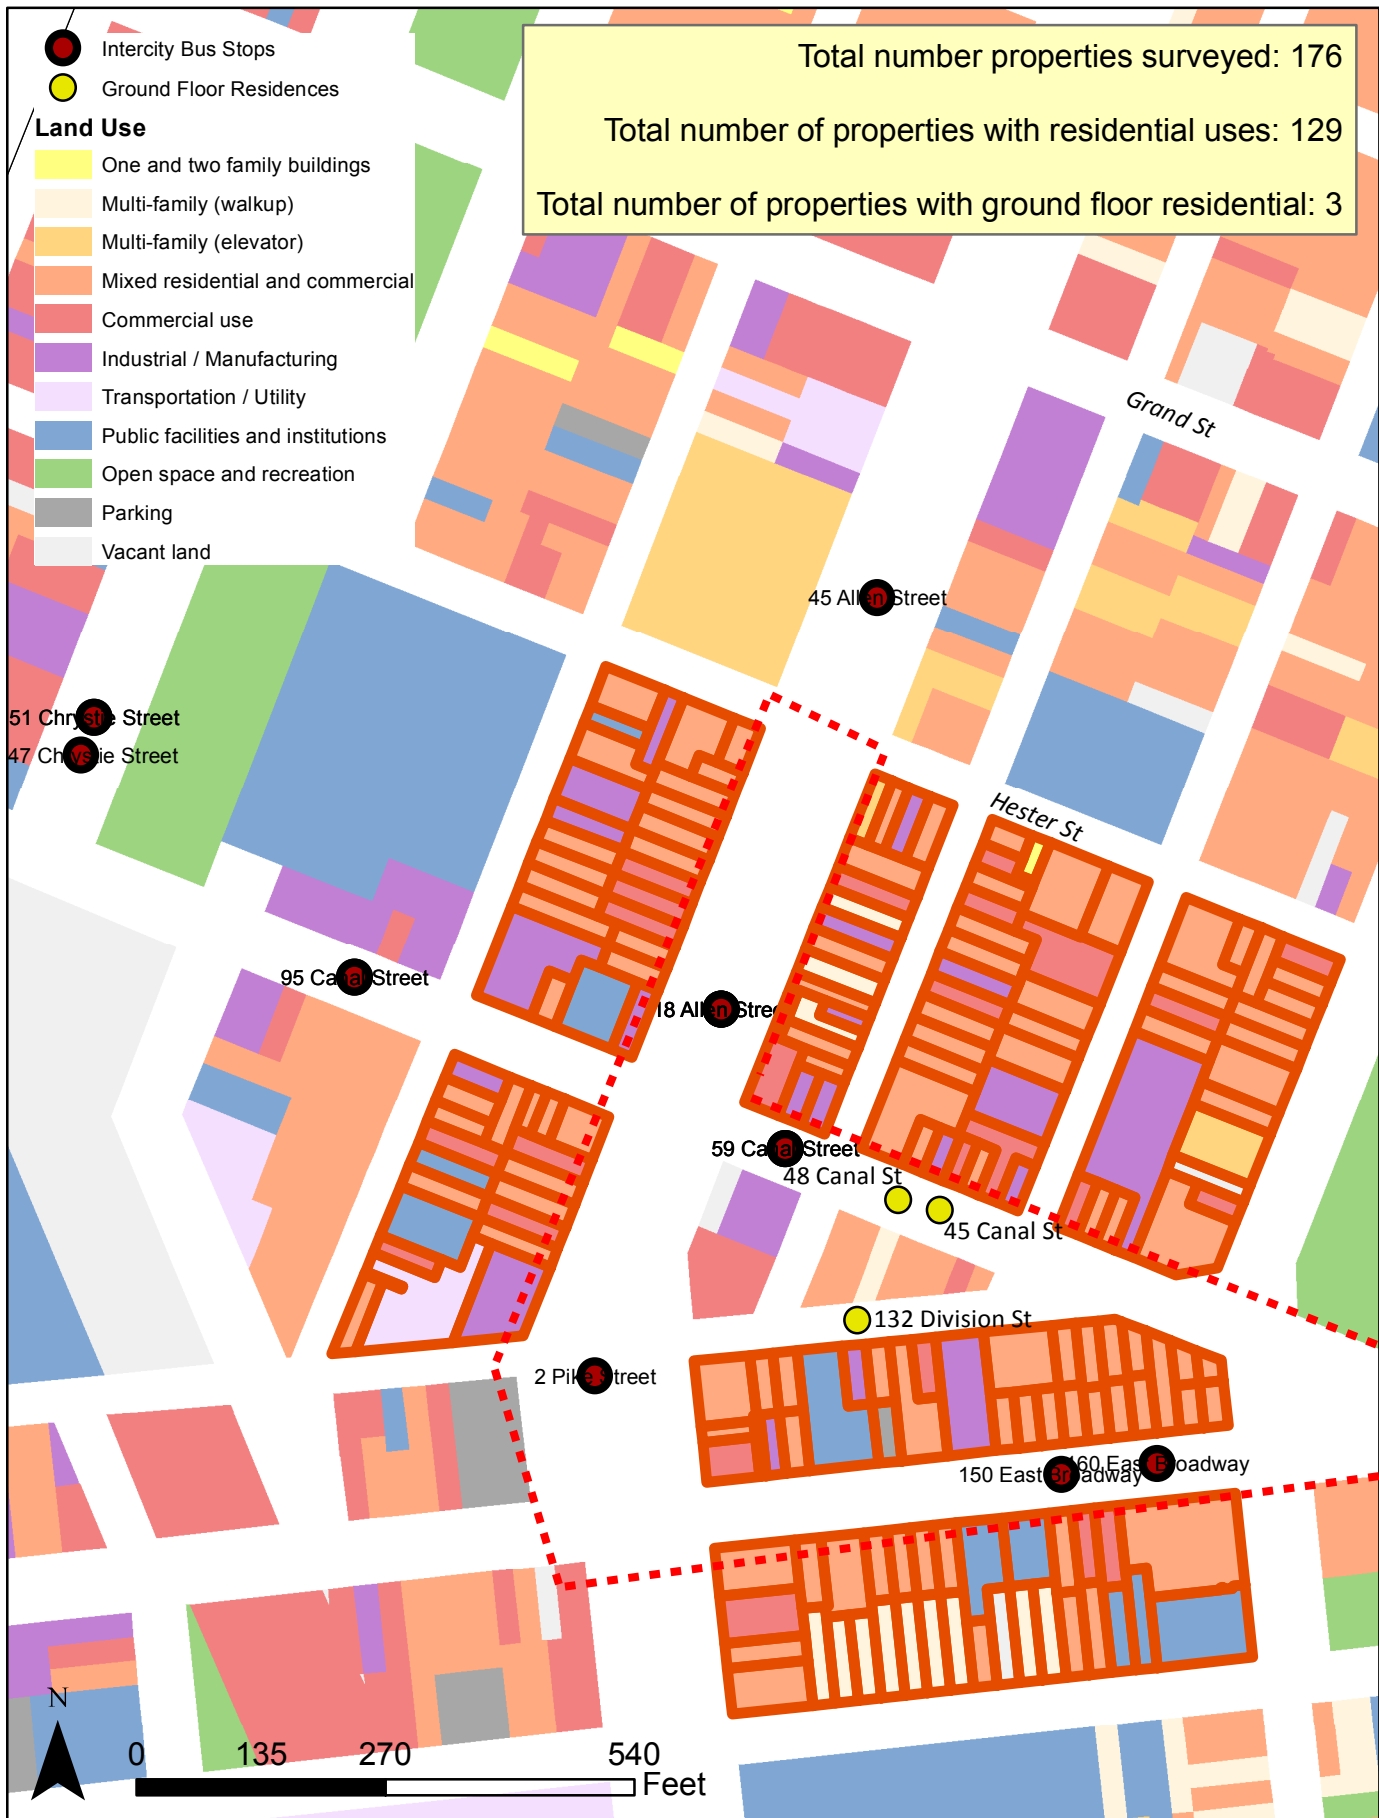 Intercity Bus Stops
Ground Floor Residences
Land Use
One and two family buildings
Multi-family (walkup)
Multi-family (elevator)
Mixed residential and commercial
Commercial use
Industrial / Manufacturing
Transportation / Utility
Public facilities and institutions
Open space and recreation
Parking
Vacant land
Total number properties surveyed: 176
Total number of properties with residential uses: 129
Total number of properties with ground floor residential: 3
Grand St
45 Allen Street
51 Chrystie Street
47 Chrystie Street
Hester St
95 Canal Street
18 Allen Stree
59 Canal Street
48 Canal St
45 Canal St
132 Division St
2 Pike Street
150 East Broadway
160 East Broadway
N
0 135 270 540
Feet